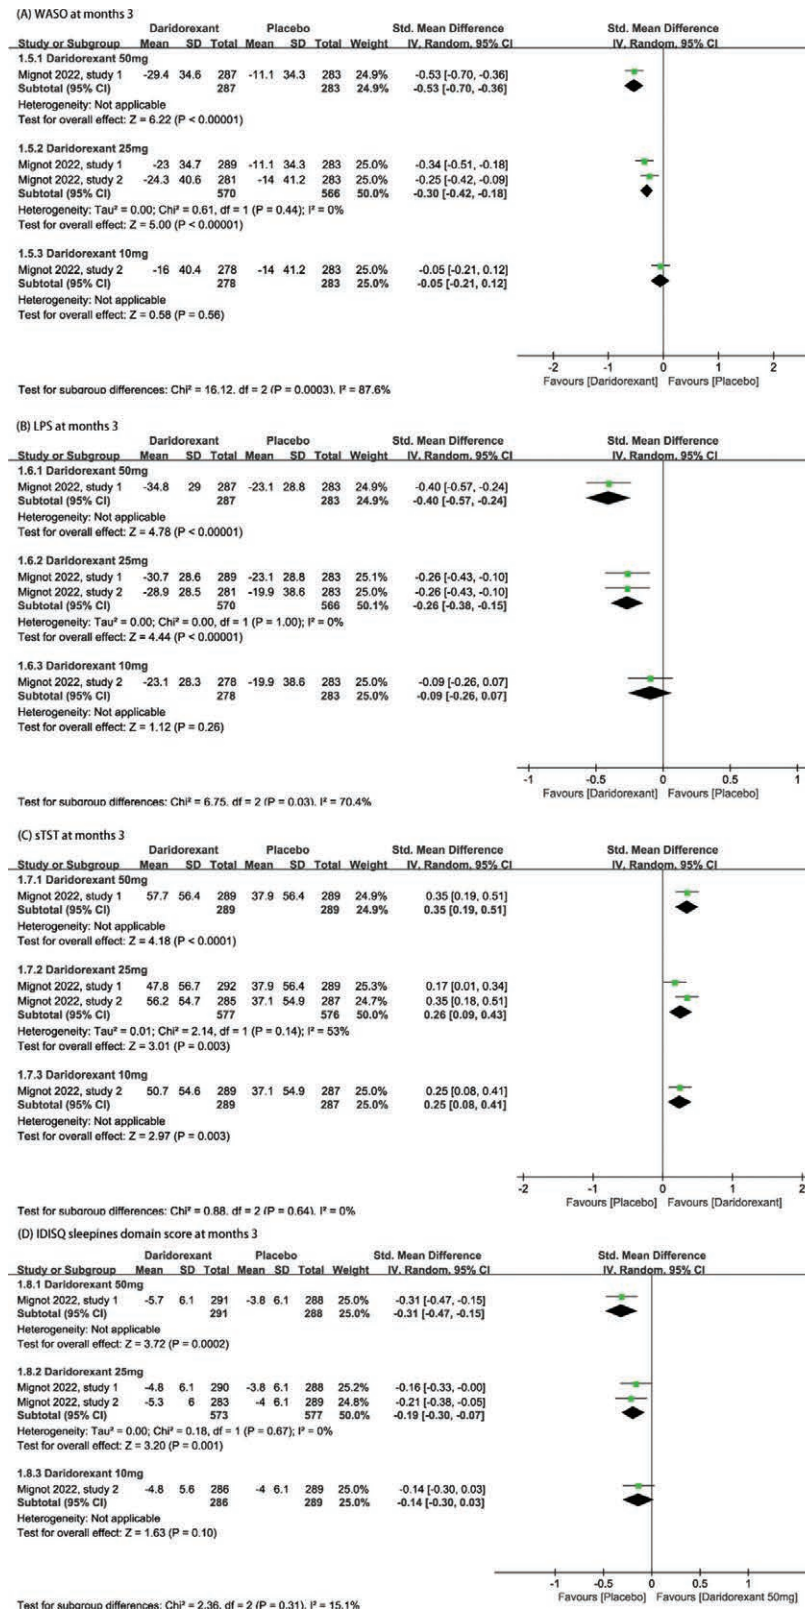 (A) WASO at months 3
Daridorexant Placebo Std. Mean Difference Std. Mean Difference
Study or Subgroup Mean SD Total Mean SD Total Weight IV, Random, 95% CI IV, Random, 95% CI
1.5.1 Daridorexant 50mg
Mignot 2022, study 1 -29.4 34.6 287 -11.1 34.3 283 24.9% -0.53 [-0.70, -0.36]
Subtotal (95% CI) 287 283 24.9% -0.53 [-0.70, -0.36]
Heterogeneity: Not applicable
Test for overall effect: Z = 6.22 (P < 0.00001)
1.5.2 Daridorexant 25mg
Mignot 2022, study 1 -23 34.7 289 -11.1 34.3 283 25.0% -0.34 [-0.51, -0.18]
Mignot 2022, study 2 -24.3 40.6 281 -14 41.2 283 25.0% -0.25 [-0.42, -0.09]
Subtotal (95% CI) 570 566 50.0% -0.30 [-0.42, -0.18]
Heterogeneity: Tau² = 0.00; Chi² = 0.61, df = 1 (P = 0.44); I² = 0%
Test for overall effect: Z = 5.00 (P < 0.00001)
1.5.3 Daridorexant 10mg
Mignot 2022, study 2 -16 40.4 278 -14 41.2 283 25.0% -0.05 [-0.21, 0.12]
Subtotal (95% CI) 278 283 25.0% -0.05 [-0.21, 0.12]
Heterogeneity: Not applicable
Test for overall effect: Z = 0.58 (P = 0.56)
-2 -1 0 1 2
Favours [Daridorexant] Favours [Placebo]
Test for subgroup differences: Chi² = 16.12, df = 2 (P = 0.0003), I² = 87.6%
(B) LPS at months 3
Daridorexant Placebo Std. Mean Difference Std. Mean Difference
Study or Subgroup Mean SD Total Mean SD Total Weight IV, Random, 95% CI IV, Random, 95% CI
1.6.1 Daridorexant 50mg
Mignot 2022, study 1 -34.8 29 287 -23.1 28.8 283 24.9% -0.40 [-0.57, -0.24]
Subtotal (95% CI) 287 283 24.9% -0.40 [-0.57, -0.24]
Heterogeneity: Not applicable
Test for overall effect: Z = 4.78 (P < 0.00001)
1.6.2 Daridorexant 25mg
Mignot 2022, study 1 -30.7 28.6 289 -23.1 28.8 283 25.1% -0.26 [-0.43, -0.10]
Mignot 2022, study 2 -28.9 28.5 281 -19.9 38.6 283 25.0% -0.26 [-0.43, -0.10]
Subtotal (95% CI) 570 566 50.1% -0.26 [-0.38, -0.15]
Heterogeneity: Tau² = 0.00; Chi² = 0.00, df = 1 (P = 1.00); I² = 0%
Test for overall effect: Z = 4.44 (P < 0.00001)
1.6.3 Daridorexant 10mg
Mignot 2022, study 2 -23.1 28.3 278 -19.9 38.6 283 25.0% -0.09 [-0.26, 0.07]
Subtotal (95% CI) 278 283 25.0% -0.09 [-0.26, 0.07]
Heterogeneity: Not applicable
Test for overall effect: Z = 1.12 (P = 0.26)
-1 -0.5 0 0.5 1
Favours [Daridorexant] Favours [Placebo]
Test for subgroup differences: Chi² = 6.75, df = 2 (P = 0.03), I² = 70.4%
(C) sTST at months 3
Daridorexant Placebo Std. Mean Difference Std. Mean Difference
Study or Subgroup Mean SD Total Mean SD Total Weight IV, Random, 95% CI IV, Random, 95% CI
1.7.1 Daridorexant 50mg
Mignot 2022, study 1 57.7 56.4 289 37.9 56.4 289 24.9% 0.35 [0.19, 0.51]
Subtotal (95% CI) 289 289 24.9% 0.35 [0.19, 0.51]
Heterogeneity: Not applicable
Test for overall effect: Z = 4.18 (P < 0.0001)
1.7.2 Daridorexant 25mg
Mignot 2022, study 1 47.8 56.7 292 37.9 56.4 289 25.3% 0.17 [0.01, 0.34]
Mignot 2022, study 2 56.2 54.7 285 37.1 54.9 287 24.7% 0.35 [0.18, 0.51]
Subtotal (95% CI) 577 576 50.0% 0.26 [0.09, 0.43]
Heterogeneity: Tau² = 0.01; Chi² = 2.14, df = 1 (P = 0.14); I² = 53%
Test for overall effect: Z = 3.01 (P = 0.003)
1.7.3 Daridorexant 10mg
Mignot 2022, study 2 50.7 54.6 289 37.1 54.9 287 25.0% 0.25 [0.08, 0.41]
Subtotal (95% CI) 289 287 25.0% 0.25 [0.08, 0.41]
Heterogeneity: Not applicable
Test for overall effect: Z = 2.97 (P = 0.003)
-2 -1 0 1 2
Favours [Placebo] Favours [Daridorexant]
Test for subgroup differences: Chi² = 0.88, df = 2 (P = 0.64), I² = 0%
(D) IDISQ sleepines domain score at months 3
Daridorexant Placebo Std. Mean Difference Std. Mean Difference
Study or Subgroup Mean SD Total Mean SD Total Weight IV, Random, 95% CI IV, Random, 95% CI
1.8.1 Daridorexant 50mg
Mignot 2022, study 1 -5.7 6.1 291 -3.8 6.1 288 25.0% -0.31 [-0.47, -0.15]
Subtotal (95% CI) 291 288 25.0% -0.31 [-0.47, -0.15]
Heterogeneity: Not applicable
Test for overall effect: Z = 3.72 (P = 0.0002)
1.8.2 Daridorexant 25mg
Mignot 2022, study 1 -4.8 6.1 290 -3.8 6.1 288 25.2% -0.16 [-0.33, -0.00]
Mignot 2022, study 2 -5.3 6 283 -4 6.1 289 24.8% -0.21 [-0.38, -0.05]
Subtotal (95% CI) 573 577 50.0% -0.19 [-0.30, -0.07]
Heterogeneity: Tau² = 0.00; Chi² = 0.18, df = 1 (P = 0.67); I² = 0%
Test for overall effect: Z = 3.20 (P = 0.001)
1.8.3 Daridorexant 10mg
Mignot 2022, study 2 -4.8 5.6 286 -4 6.1 289 25.0% -0.14 [-0.30, 0.03]
Subtotal (95% CI) 286 289 25.0% -0.14 [-0.30, 0.03]
Heterogeneity: Not applicable
Test for overall effect: Z = 1.63 (P = 0.10)
-1 -0.5 0 0.5 1
Favours [Placebo] Favours [Daridorexant 50mg]
Test for subgroup differences: Chi² = 2.36, df = 2 (P = 0.31), I² = 15.1%